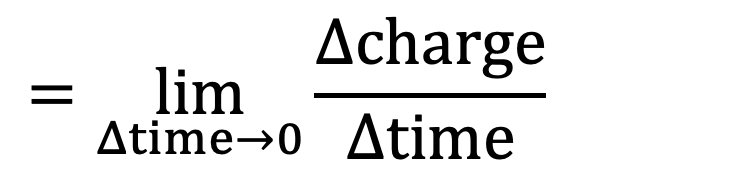 = lim Δtime→0 Δcharge / Δtime